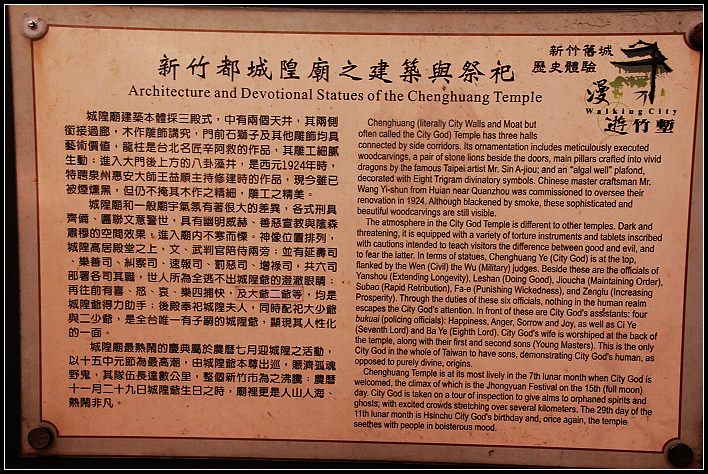 新竹都城隍廟之建築與祭祀
Architecture and Devotional Statues of the Chenghuang Temple
新竹舊城
歷史體驗
漫步
Walking City
遊竹塹
城隍廟建築本體採三殿式，中有兩個天井，其兩側
銜接過廊，木作雕飾講究，門前石獅子及其他雕飾均具
藝術價值，龍柱是台北名匠辛阿救的作品，其雕工細膩
生動；進入大門後上方的八卦藻井，是西元1924年時，
特聘泉州惠安大師王益順主持修建時的作品，現今雖已
被煙燻黑，但仍不掩其木作之精細，雕工之精美。
城隍廟和一般廟宇氣氛有著很大的差異，各式刑具
齊備、匾聯文意警世，具有幽明威赫、善惡宣教與陰森
肅穆的空間效果，進入廟內不寒而慄。神像位置排列，
城隍高居殿堂之上，文、武判官陪侍兩旁；並有延壽司
、樂善司、糾察司、速報司、罰惡司、增祿司，共六司
部署各司其職，世人所為全逃不出城隍爺的澄澈眼睛；
再往前有喜、怒、哀、樂四捕快，及大爺二爺等，均是
城隍爺得力助手；後殿奉祀城隍夫人，同時配祀大少爺
與二少爺，是全台唯一有子嗣的城隍爺，顯現其人性化
的一面。
城隍廟最熱鬧的慶典屬於農曆七月迎城隍之活動，
以十五中元節為最高潮，由城隍爺本尊出巡，賑濟孤魂
野鬼，其隊伍長達數公里，整個新竹市為之沸騰；農曆
十一月二十九日城隍爺生日之時，廟裡更是人山人海、
熱鬧非凡。
Chenghuang (literally City Walls and Moat but
often called the City God) Temple has three halls
connected by side corridors. Its ornamentation includes meticulously executed
woodcarvings, a pair of stone lions beside the doors, main pillars crafted into vivid
dragons by the famous Taipei artist Mr. Sin A-jiou; and an "algal well" plafond,
decorated with Eight Trigram divinatory symbols. Chinese master craftsman Mr.
Wang Yi-shun from Huian near Quanzhou was commissioned to oversee their
renovation in 1924. Although blackened by smoke, these sophisticated and
beautiful woodcarvings are still visible.
The atmosphere in the City God Temple is different to other temples. Dark and
threatening, it is equipped with a variety of torture instruments and tablets inscribed
with cautions intended to teach visitors the difference between good and evil, and
to fear the latter. In terms of statues, Chenghuang Ye (City God) is at the top,
flanked by the Wen (Civil) the Wu (Military) judges. Beside these are the officials of
Yanshou (Extending Longevity), Leshan (Doing Good), Jioucha (Maintaining Order),
Subao (Rapid Retribution), Fa-e (Punishing Wickedness), and Zenglu (Increasing
Prosperity). Through the duties of these six officials, nothing in the human realm
escapes the City God's attention. In front of these are City God's assistants: four
bukuai (policing officials): Happiness, Anger, Sorrow and Joy, as well as Ci Ye
(Seventh Lord) and Ba Ye (Eighth Lord). City God's wife is worshiped at the back of
the temple, along with their first and second sons (Young Masters). This is the only
City God in the whole of Taiwan to have sons, demonstrating City God's human, as
opposed to purely divine, origins.
Chenghuang Temple is at its most lively in the 7th lunar month when City God is
welcomed, the climax of which is the Jhongyuan Festival on the 15th (full moon)
day. City God is taken on a tour of inspection to give alms to orphaned spirits and
ghosts; with excited crowds stretching over several kilometers. The 29th day of the
11th lunar month is Hsinchu City God's birthday and, once again, the temple
seethes with people in boisterous mood.